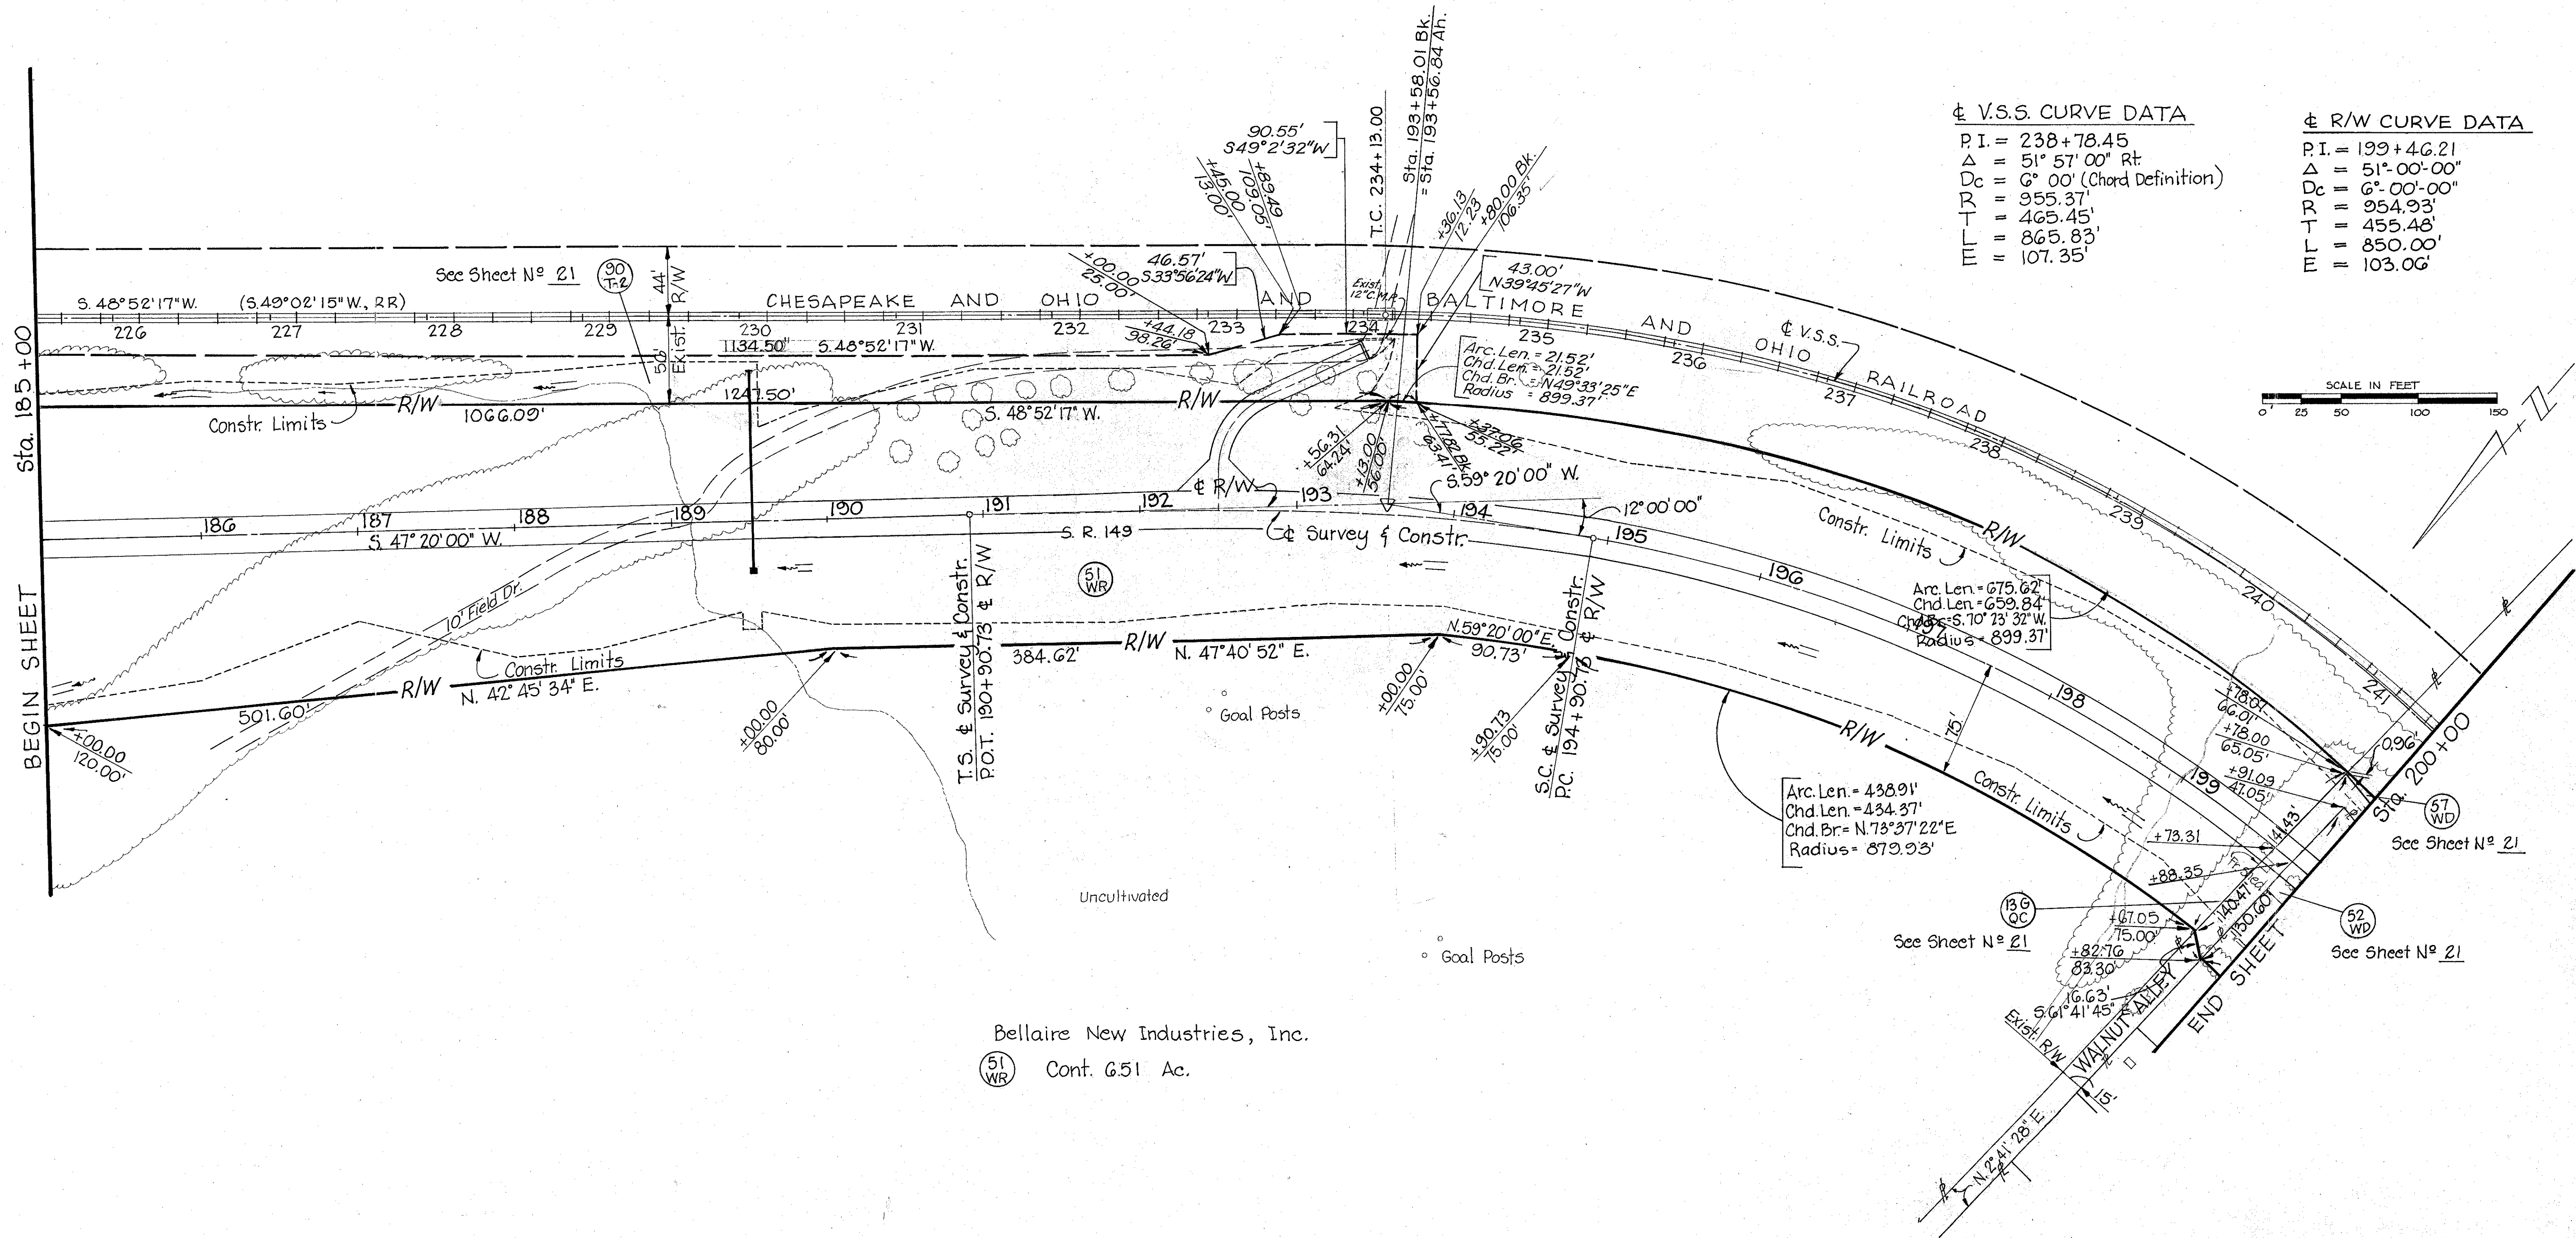 ℄ V.S.S. CURVE DATA
P.I. = 238+78.45
Δ = 51° 57' 00" Rt.
Dc = 6° 00' (Chord Definition)
R = 955.37'
T = 465.45'
L = 865.83'
E = 107.35'
℄ R/W CURVE DATA
P.I. = 199+46.21
Δ = 51°-00'-00"
Dc = 6°-00'-00"
R = 954.93'
T = 455.48'
L = 850.00'
E = 103.06'
SCALE IN FEET
0' 25 50 100 150
T.C. 234+13.00
Sta. 193+58.01 Bk.
= Sta. 193+56.84 Ah.
90.55'
S49°2'32"W
+45.00
13.00'
+89.49
109.05'
+36.13
12.23
+80.00 Bk.
106.35'
+00.00
25.00'
46.57'
S33°56'24"W
43.00'
N39°45'27"W
+44.18
98.26'
Exist.
12" C.M.P.
See Sheet Nº 21
90
Tr.2
44'
R/W
56'
Exist.
S. 48°52'17"W. (S.49°02'15"W., RR)
CHESAPEAKE AND OHIO AND BALTIMORE AND OHIO RAILROAD
℄ V.S.S.
226 227 228 229 230 231 232 233 234 235 236 237 238 239 240 241
1134.50" S.48°52'17"W.
Arc. Len. = 21.52'
Chd. Len. = 21.52'
Chd. Br. = N49°33'25"E
Radius = 899.37'
Constr. Limits
R/W
1066.09'
1247.50'
S. 48°52'17" W.
R/W
+56.31
64.24'
+13.00
56.00'
+77.82 Bk.
63.41'
+37.06
55.22'
S.59°20'00" W.
12°00'00"
BEGIN SHEET Sta. 185+00
186 187 188 189 190 191 192 193 194 195 196 197 198 199
℄ R/W
S. 47°20'00" W.
S. R. 149
℄ Survey & Constr.
51
WR
10' Field Dr.
T.S. ℄ Survey & Constr.
P.O.T. 190+90.73 ℄ R/W
S.C. ℄ Survey & Constr.
P.C. 194+90.73 ℄ R/W
Constr. Limits
R/W
Arc. Len. = 675.62'
Chd. Len. = 659.84'
Chd. Br. = S.70°23'32"W.
Radius = 899.37'
Constr. Limits
R/W
N. 42°45'34" E.
501.60'
+00.00
120.00'
+00.00
80.00'
384.62'
R/W
N. 47°40'52" E.
N.59°20'00"E.
90.73'
+00.00
75.00'
+90.73
75.00'
Goal Posts
R/W
75'
Constr. Limits
Arc. Len. = 438.91'
Chd. Len. = 434.37'
Chd. Br. = N.73°37'22"E
Radius = 879.93'
+78.07
66.01'
+78.00
65.05'
+91.09
47.05'
0.96'
141.43'
+73.31
+88.35
140.47'
150.60'
Sta. 200+00
57
WD
See Sheet Nº 21
13G
QC
See Sheet Nº 21
52
WD
See Sheet Nº 21
+67.05
75.00'
+82.76
83.30'
16.63'
S.61°41'45" E.
END SHEET
WALNUT ALLEY
Exist. R/W
15'
N. 2°41'28" E.
Uncultivated
Goal Posts
Bellaire New Industries, Inc.
51
WR
Cont. 6.51 Ac.